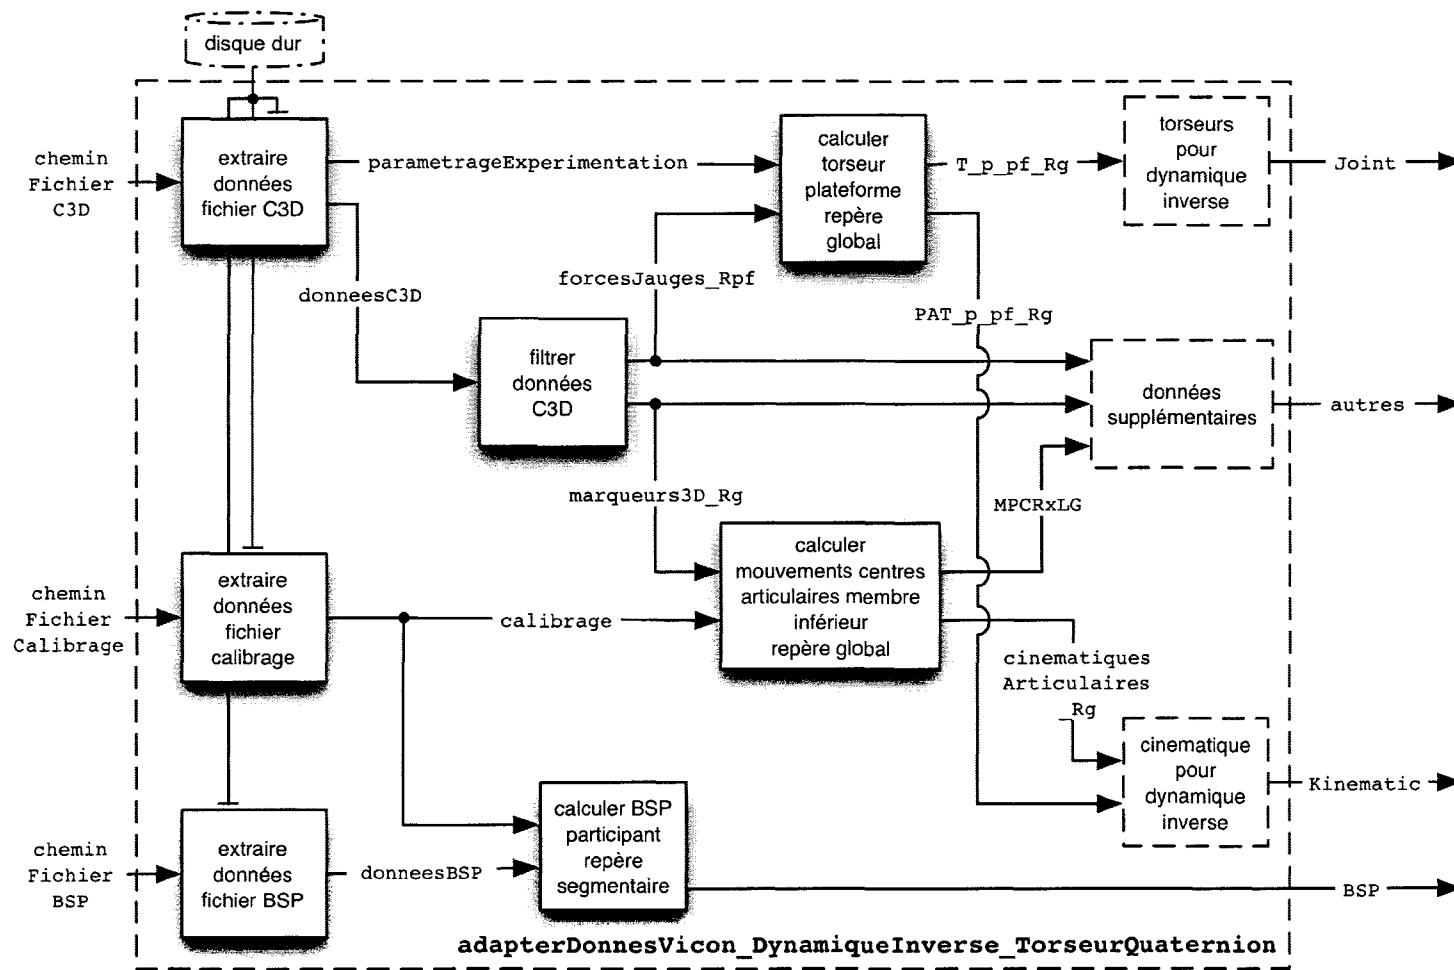 disque dur
chemin
Fichier
C3D
extraire
données
fichier C3D
parametrageExperimentation
calculer
torseur
plateforme
repère
global
T_p_pf_Rg
torseurs
pour
dynamique
inverse
Joint
donneesC3D
forcesJauges_Rpf
PAT_p_pf_Rg
filtrer
données
C3D
données
supplémentaires
autres
marqueurs3D_Rg
MPCRxLG
chemin
Fichier
Calibrage
extraire
données
fichier
calibrage
calibrage
calculer
mouvements centres
articulaires membre
inférieur
repère global
cinematiques
Articulaires
_Rg
cinematique
pour
dynamique
inverse
Kinematic
chemin
Fichier
BSP
extraire
données
fichier BSP
donneesBSP
calculer BSP
participant
repère
segmentaire
BSP
adapterDonnesVicon_DynamiqueInverse_TorseurQuaternion